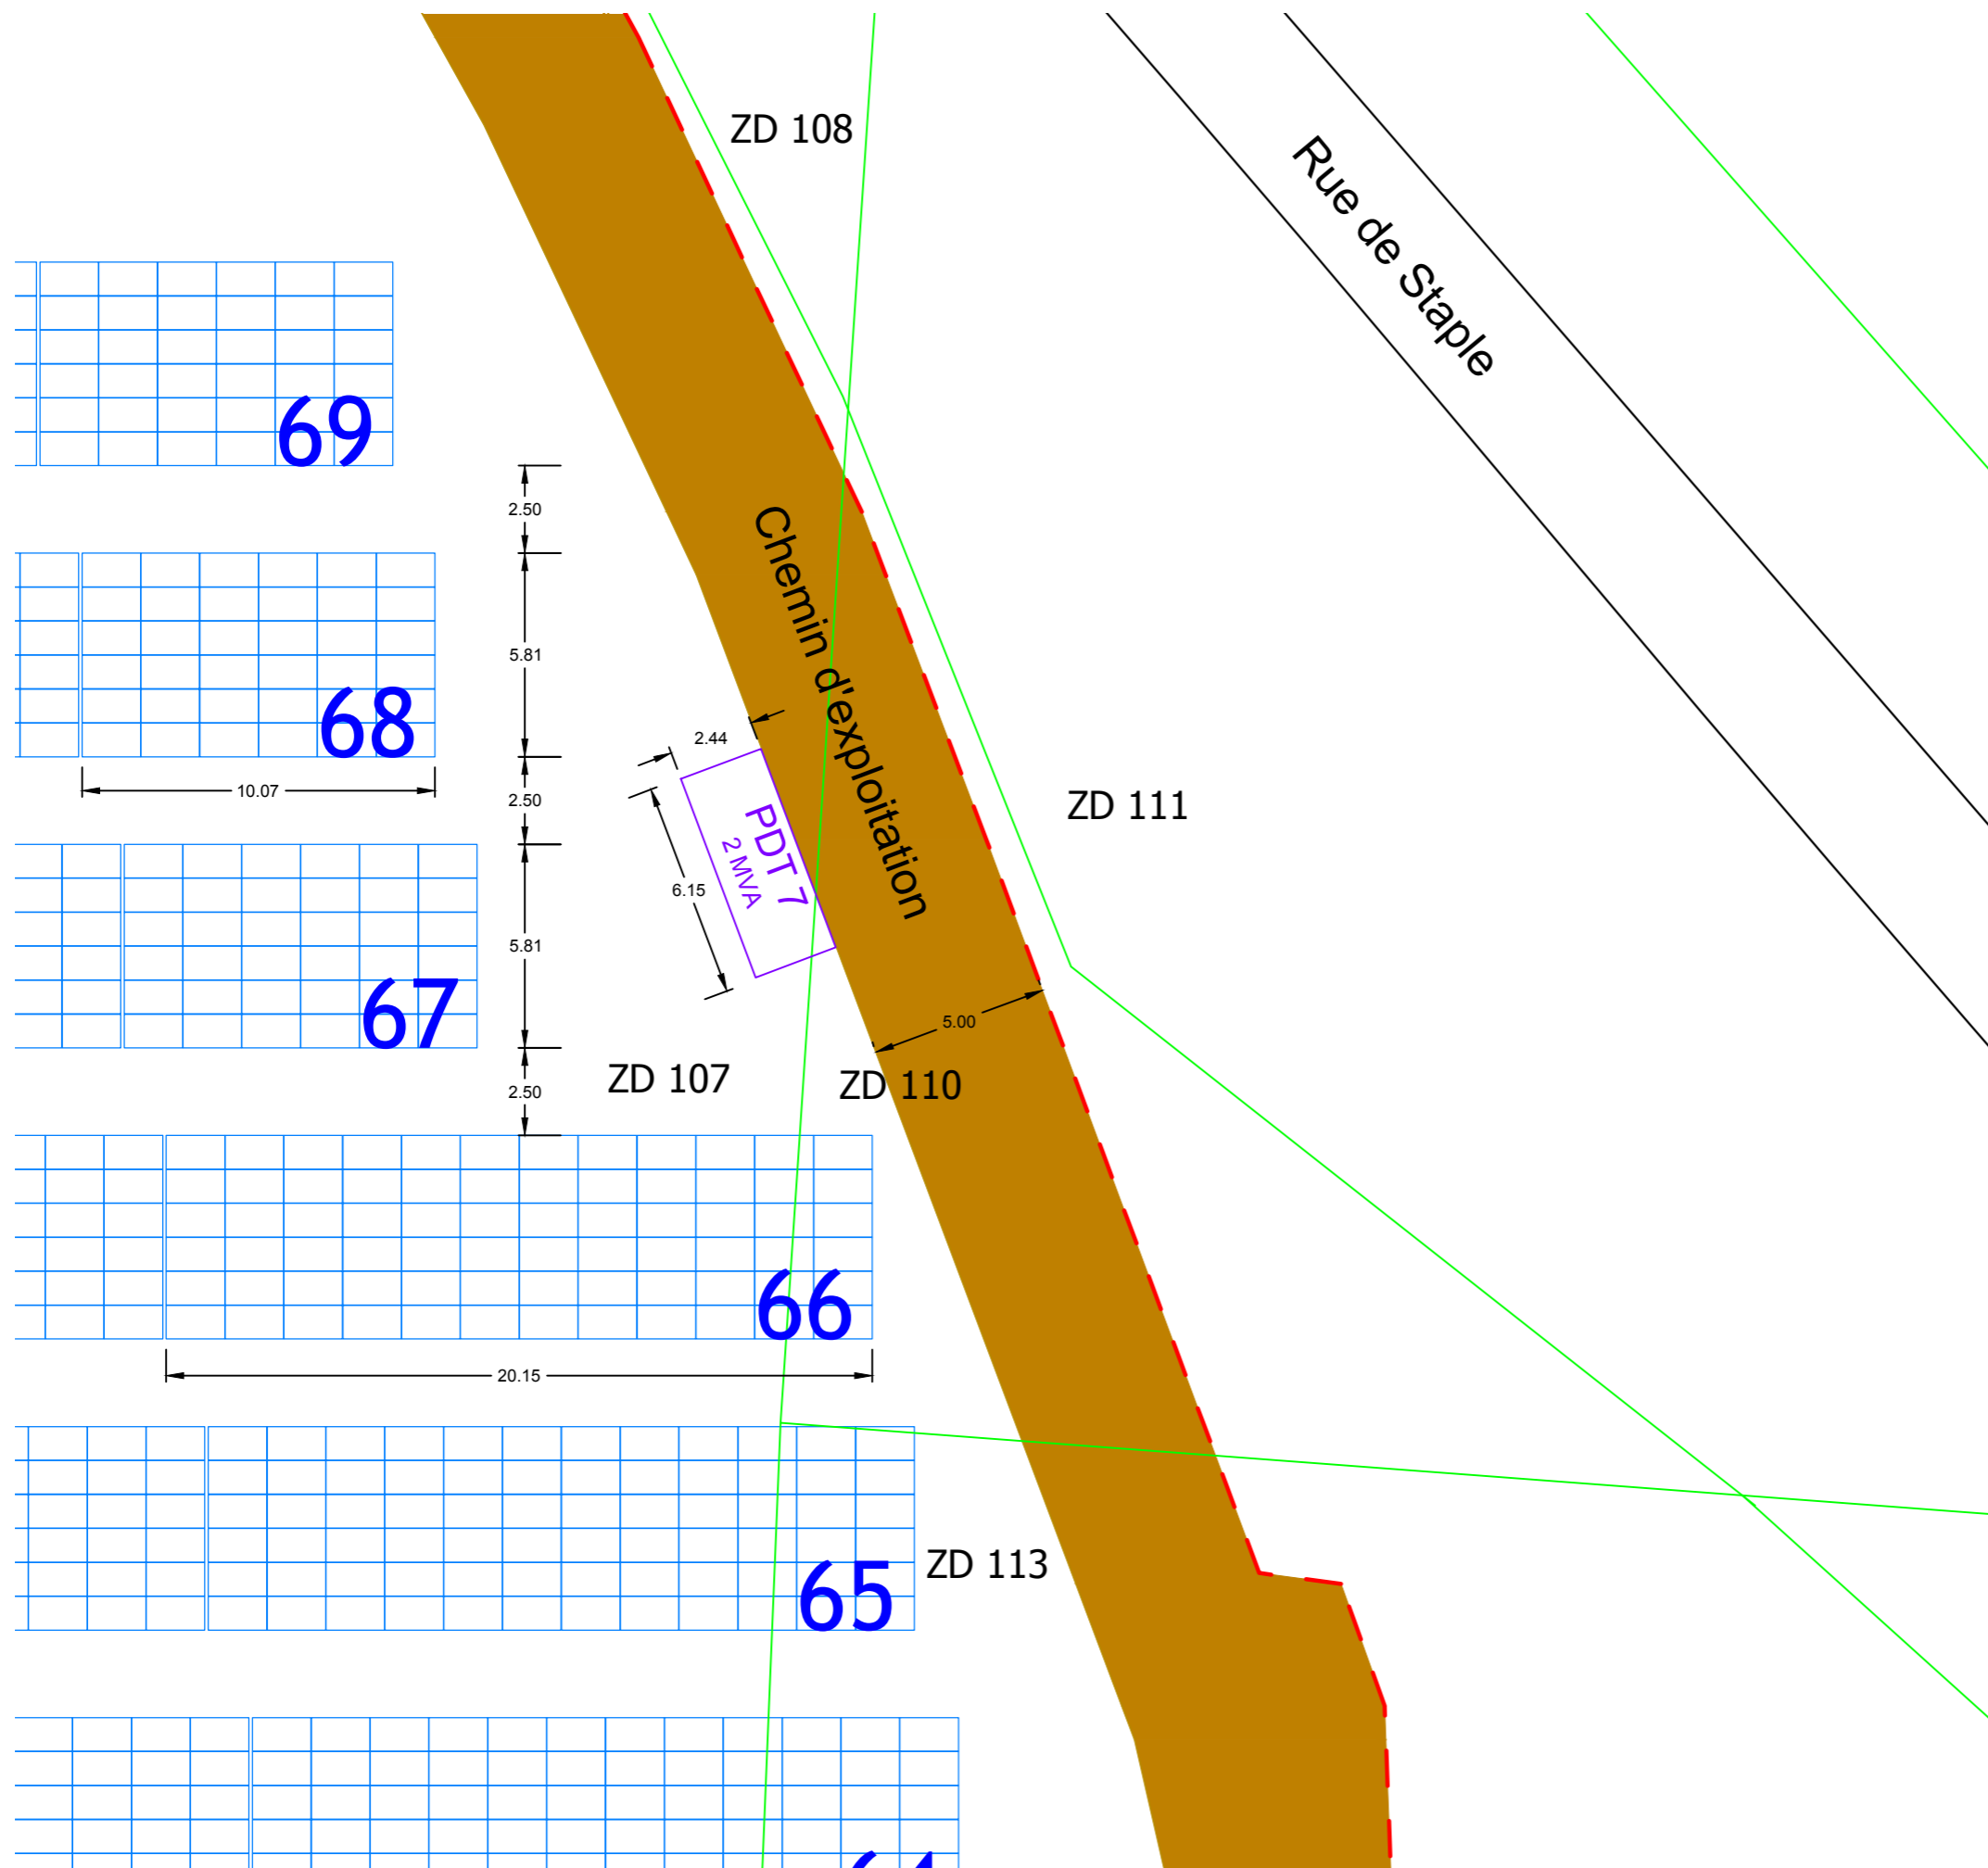 ZD 108
Rue de Staple
69
2.50
Chemin d'exploitation
5.81
68
2.44
10.07
2.50
ZD 111
PDT 7
2 MVA
6.15
5.81
67
5.00
ZD 107
ZD 110
2.50
66
20.15
65
ZD 113